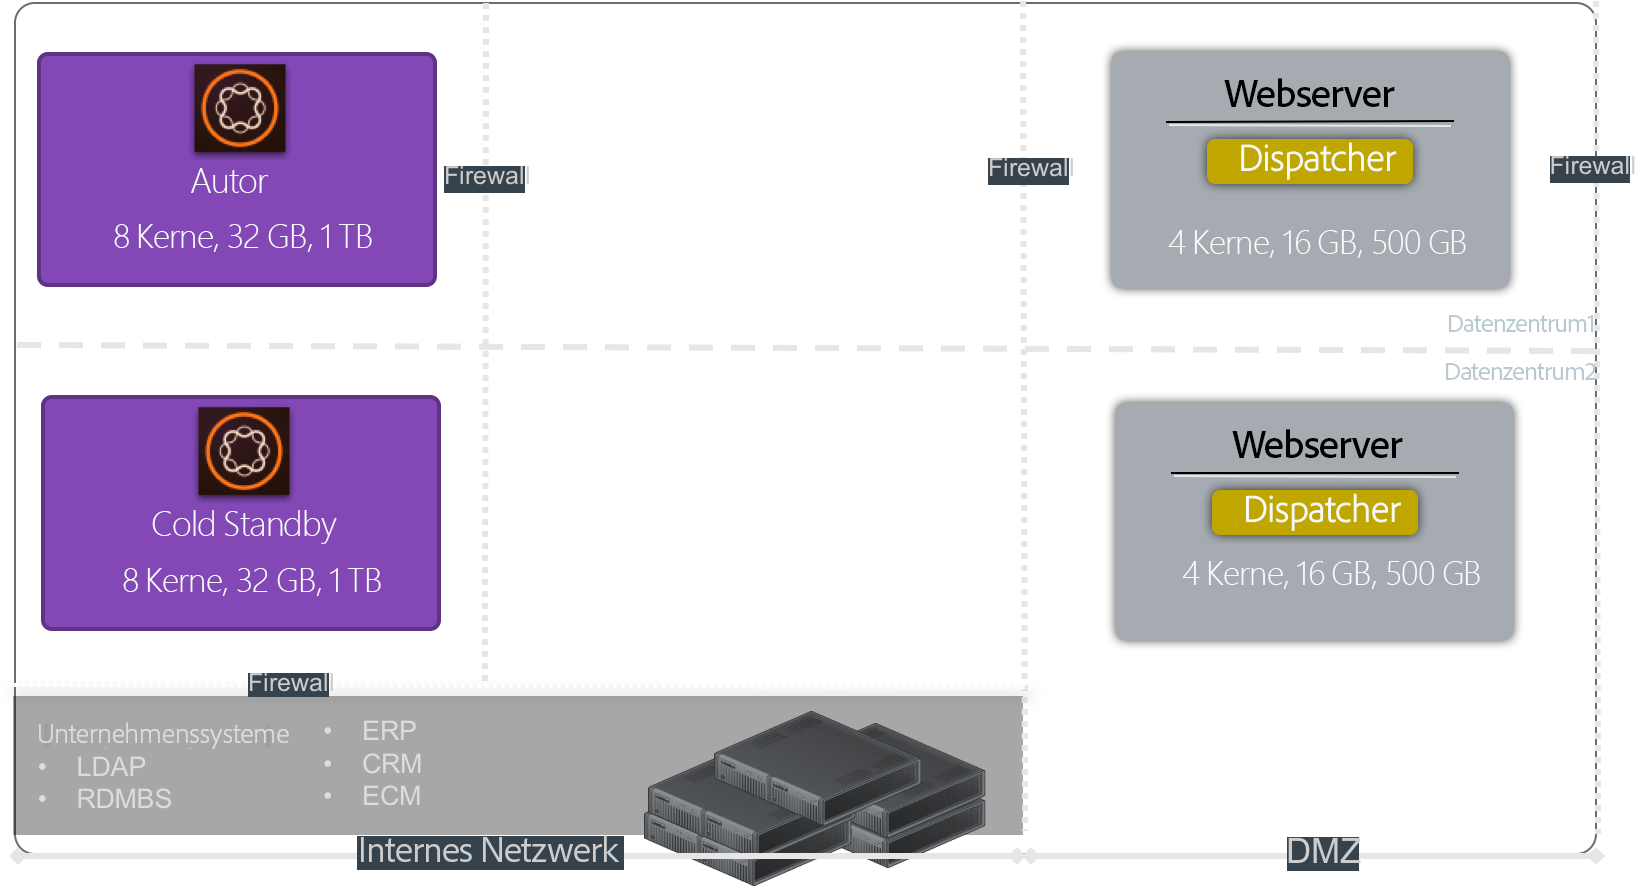 Autor
8 Kerne, 32 GB, 1 TB
Firewall
Firewall
Webserver
Dispatcher
4 Kerne, 16 GB, 500 GB
Firewall
Datenzentrum1
Datenzentrum2
Cold Standby
8 Kerne, 32 GB, 1 TB
Webserver
Dispatcher
4 Kerne, 16 GB, 500 GB
Firewall
Unternehmenssysteme
• LDAP
• RDMBS
• ERP
• CRM
• ECM
Internes Netzwerk
DMZ